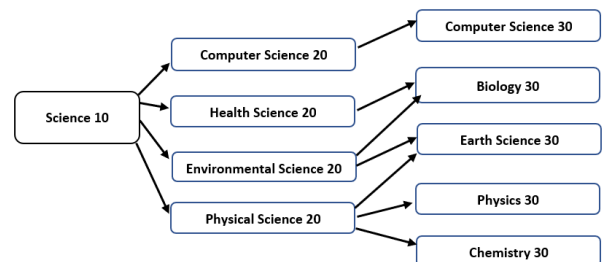 Science 10
Computer Science 20
Health Science 20
Environmental Science 20
Physical Science 20
Computer Science 30
Biology 30
Earth Science 30
Physics 30
Chemistry 30